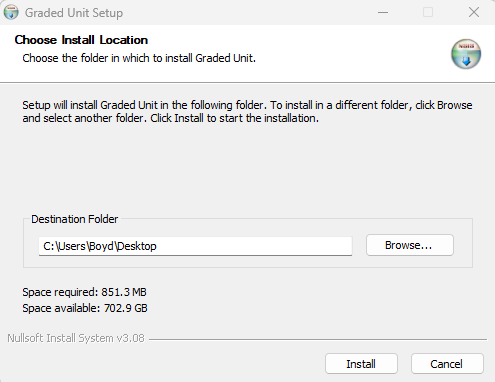 Graded Unit Setup
Choose Install Location
Choose the folder in which to install Graded Unit.
Setup will install Graded Unit in the following folder. To install in a different folder, click Browse
and select another folder. Click Install to start the installation.
Destination Folder
C:\Users\Boyd\Desktop
Browse...
Space required: 851.3 MB
Space available: 702.9 GB
Nullsoft Install System v3.08
Install
Cancel